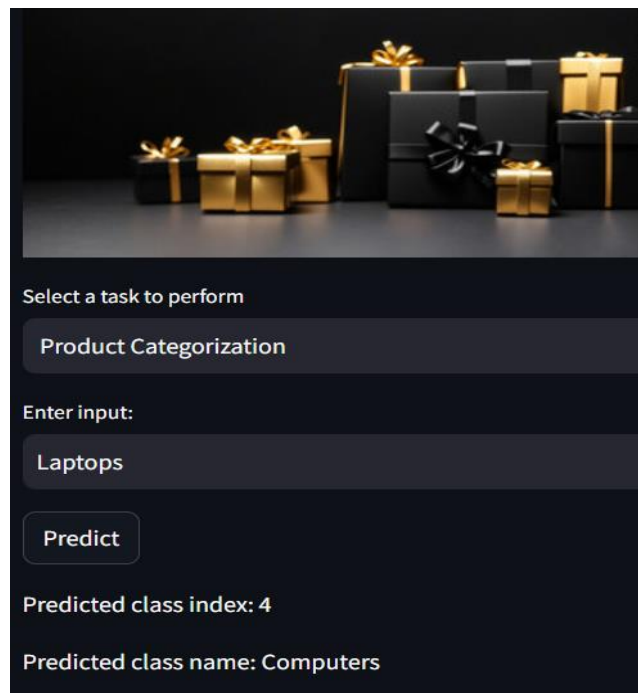 Select a task to perform
Product Categorization
Enter input:
Laptops
Predict
Predicted class index: 4
Predicted class name: Computers